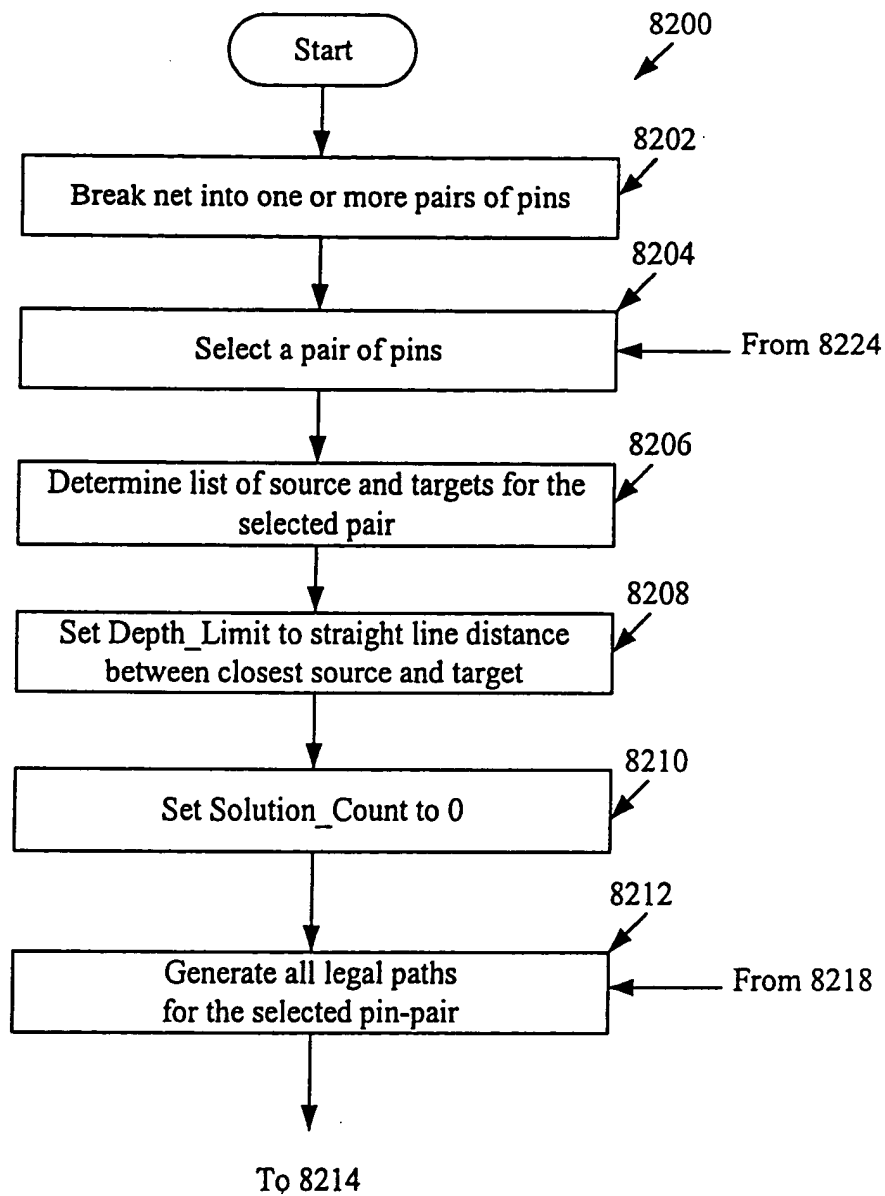 Start
8200
8202
Break net into one or more pairs of pins
8204
Select a pair of pins
From 8224
8206
Determine list of source and targets for the
selected pair
8208
Set Depth_Limit to straight line distance
between closest source and target
8210
Set Solution_Count to 0
8212
Generate all legal paths
for the selected pin-pair
From 8218
To 8214